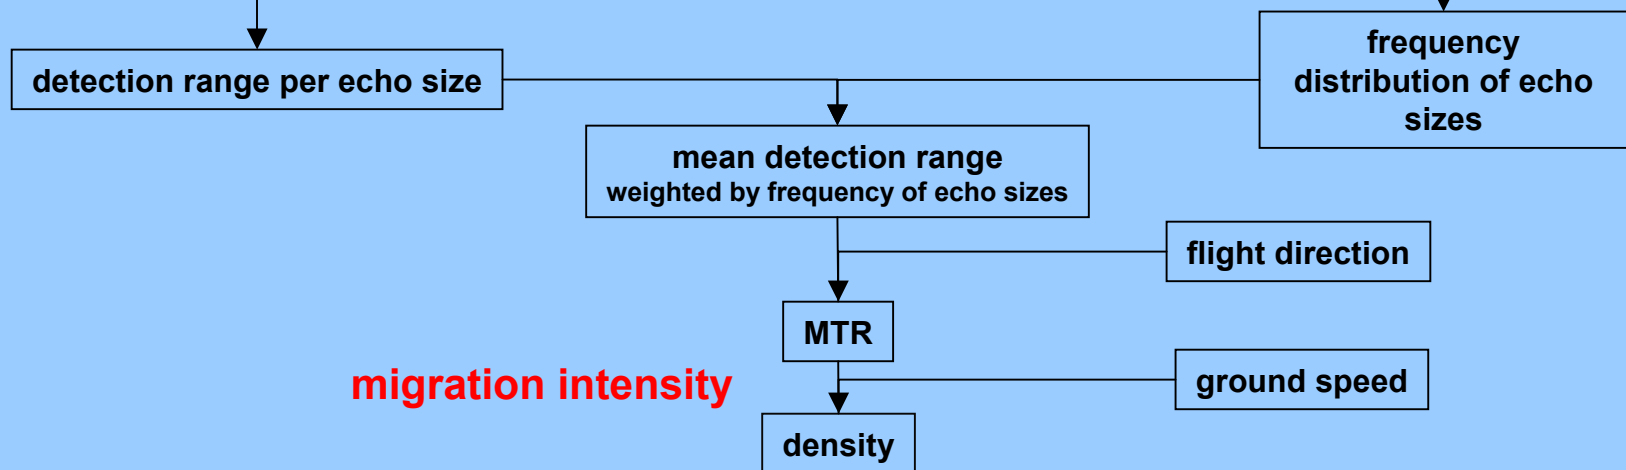 detection range per echo size
frequency
distribution of echo
sizes
mean detection range
weighted by frequency of echo sizes
flight direction
MTR
migration intensity
ground speed
density